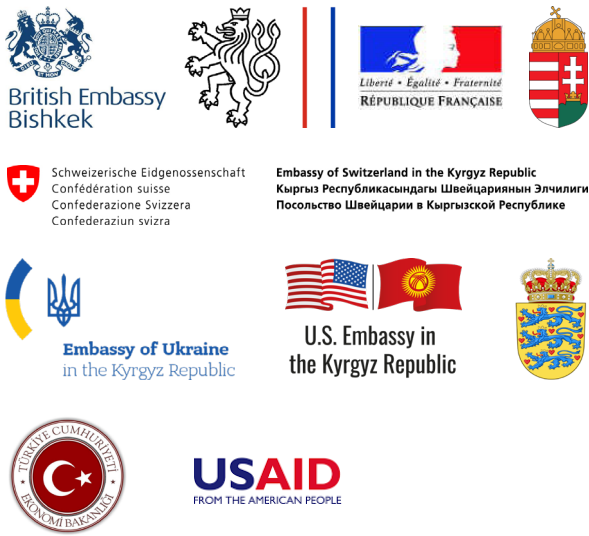 British Embassy
Bishkek
Liberté • Égalité • Fraternité
RÉPUBLIQUE FRANÇAISE
Schweizerische Eidgenossenschaft
Confédération suisse
Confederazione Svizzera
Confederaziun svizra
Embassy of Switzerland in the Kyrgyz Republic
Кыргыз Республикасындагы Швейцариянын Элчилиги
Посольство Швейцарии в Кыргызской Республике
Embassy of Ukraine
in the Kyrgyz Republic
U.S. Embassy in
the Kyrgyz Republic
TÜRKİYE CUMHURİYETİ
EKONOMİ BAKANLIĞI
USAID
FROM THE AMERICAN PEOPLE